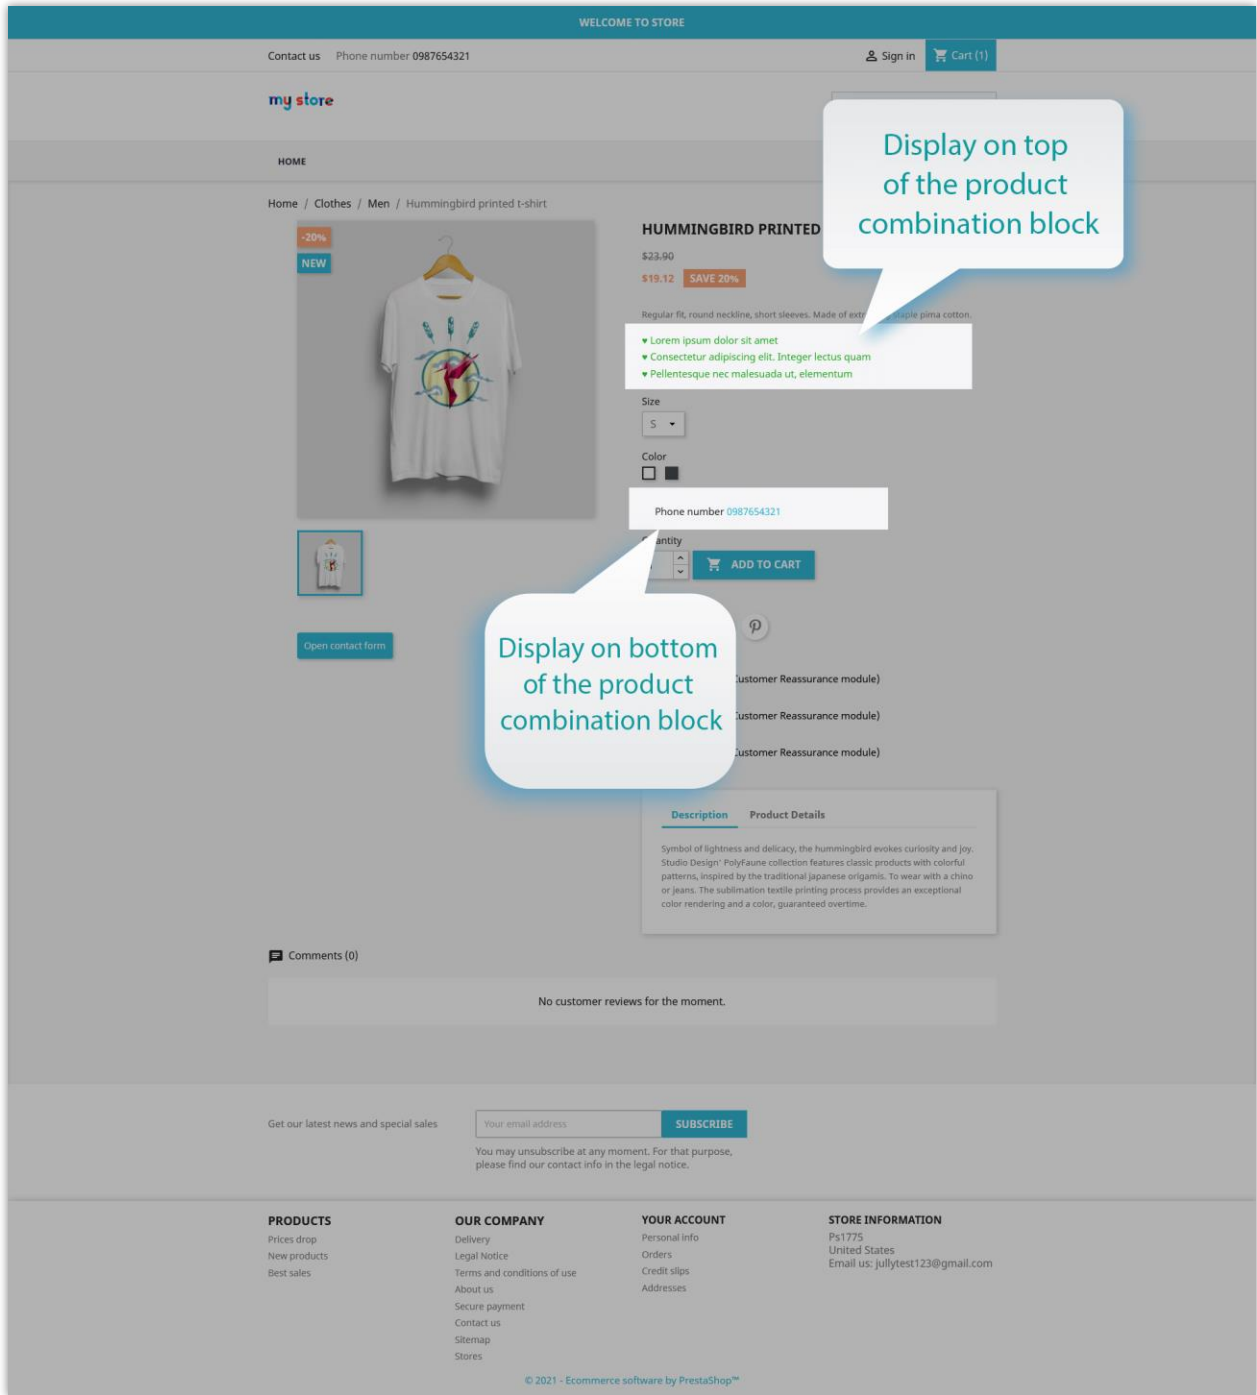 WELCOME TO STORE
Contact us Phone number 0987654321
Sign in
Cart (1)
my store
HOME
Display on top
of the product
combination block
Home / Clothes / Men / Hummingbird printed t-shirt
-20%
NEW
HUMMINGBIRD PRINTED
$23.90
$19.12 SAVE 20%
Regular fit, round neckline, short sleeves. Made of pima cotton.
♥ Lorem ipsum dolor sit amet
♥ Consectetur adipiscing elit. Integer lectus quam
♥ Pellentesque nec malesuada ut, elementum
Size
S
Color
Phone number 0987654321
ADD TO CART
Open contact form
Display on bottom
of the product
combination block
Customer Reassurance module)
Customer Reassurance module)
Customer Reassurance module)
Description Product Details
Symbol of lightness and delicacy, the hummingbird evokes curiosity and joy.
Studio Design' PolyFaune collection features classic products with colorful
patterns, inspired by the traditional japanese origamis. To wear with a chino
or jeans. The sublimation textile printing process provides an exceptional
color rendering and a color, guaranteed overtime.
Comments (0)
No customer reviews for the moment.
Get our latest news and special sales
Your email address
SUBSCRIBE
You may unsubscribe at any moment. For that purpose,
please find our contact info in the legal notice.
PRODUCTS
Prices drop
New products
Best sales
OUR COMPANY
Delivery
Legal Notice
Terms and conditions of use
About us
Secure payment
Contact us
Sitemap
Stores
YOUR ACCOUNT
Personal info
Orders
Credit slips
Addresses
STORE INFORMATION
Ps1775
United States
Email us: jullytest123@gmail.com
© 2021 - Ecommerce software by PrestaShop™